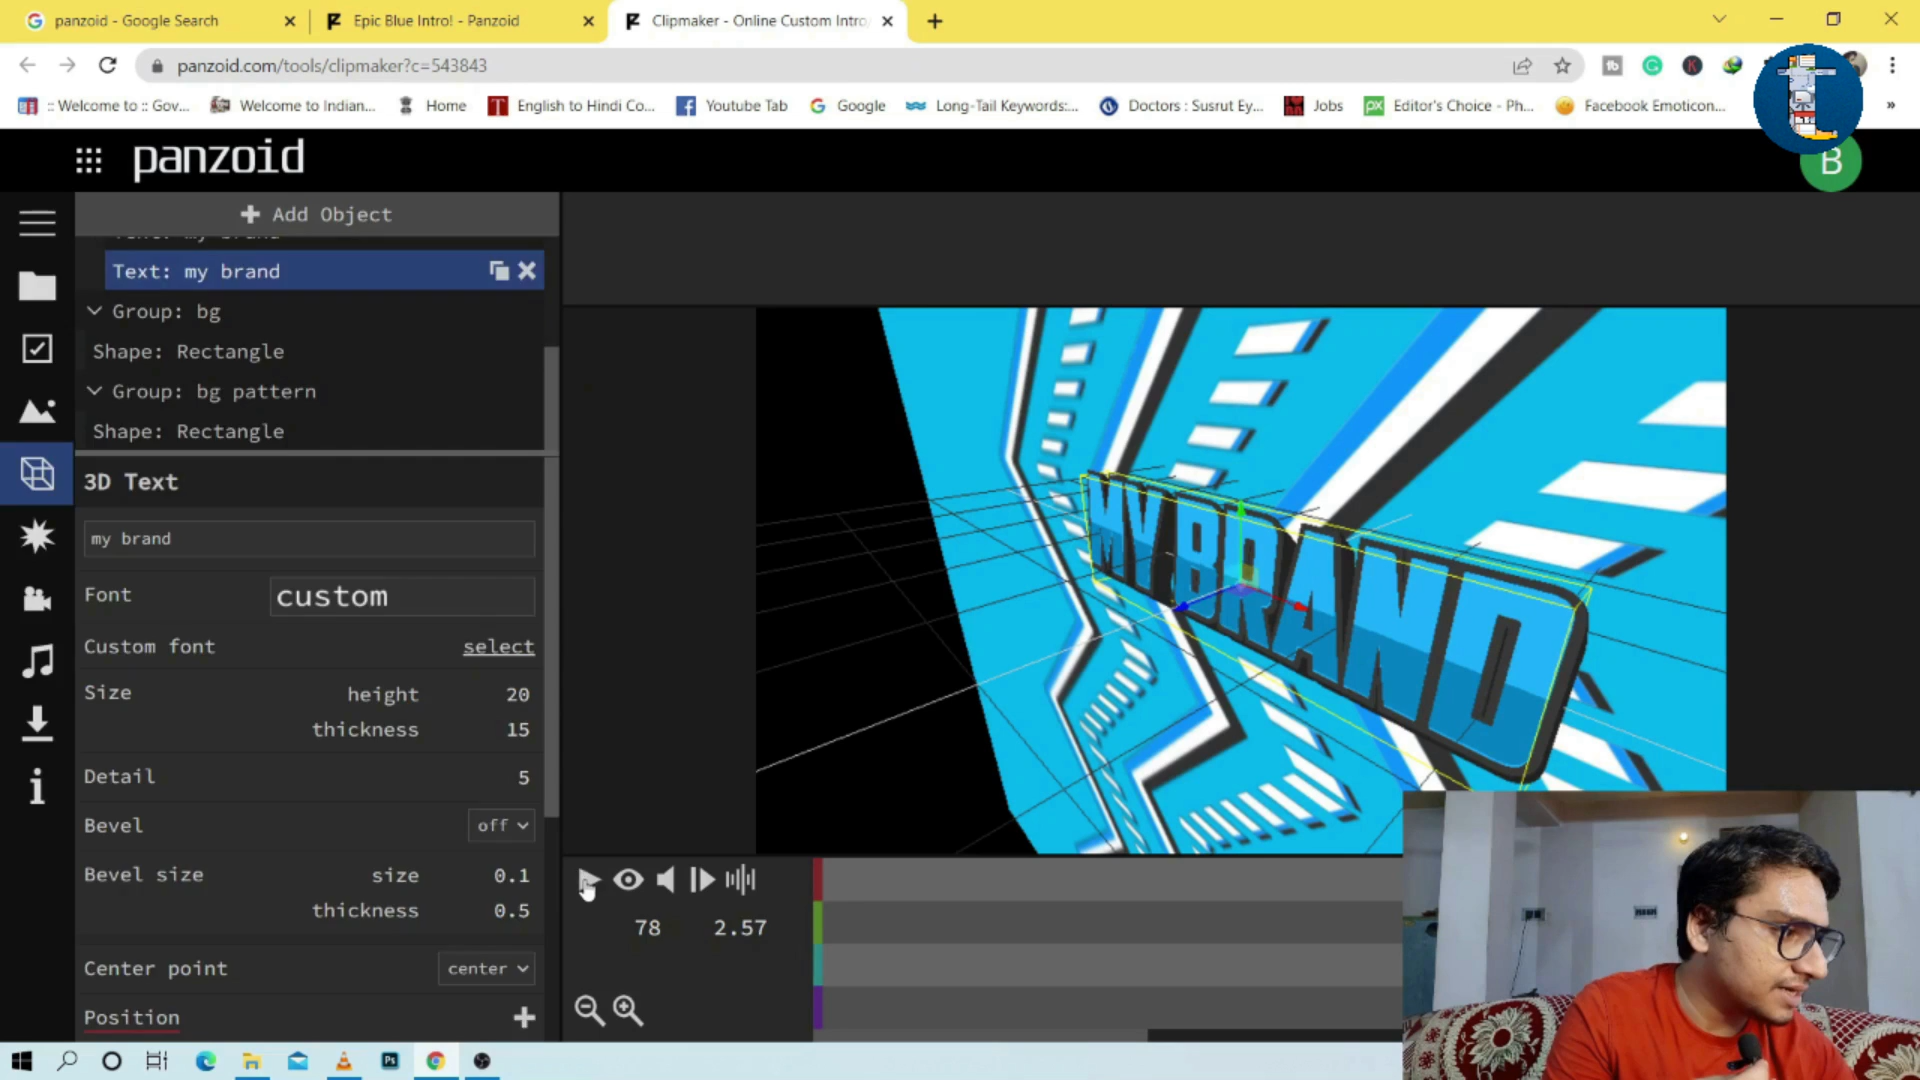 panzoid - Google Search
Epic Blue Intro! - Panzoid
Clipmaker - Online Custom Intro
panzoid.com/tools/clipmaker?c=543843
:: Welcome to :: Gov...
Welcome to Indian...
Home
English to Hindi Co...
Youtube Tab
Google
Long-Tail Keywords:...
Doctors : Susrut Ey...
Jobs
Editor's Choice - Ph...
Facebook Emoticon...
panzoid
B
Add Object
Text: my brand
Group: bg
Shape: Rectangle
Group: bg pattern
Shape: Rectangle
3D Text
my brand
Font custom
Custom font select
Size height 20
thickness 15
Detail 5
Bevel off
Bevel size size 0.1
thickness 0.5
Center point center
Position
MY BRAND
78 2.57